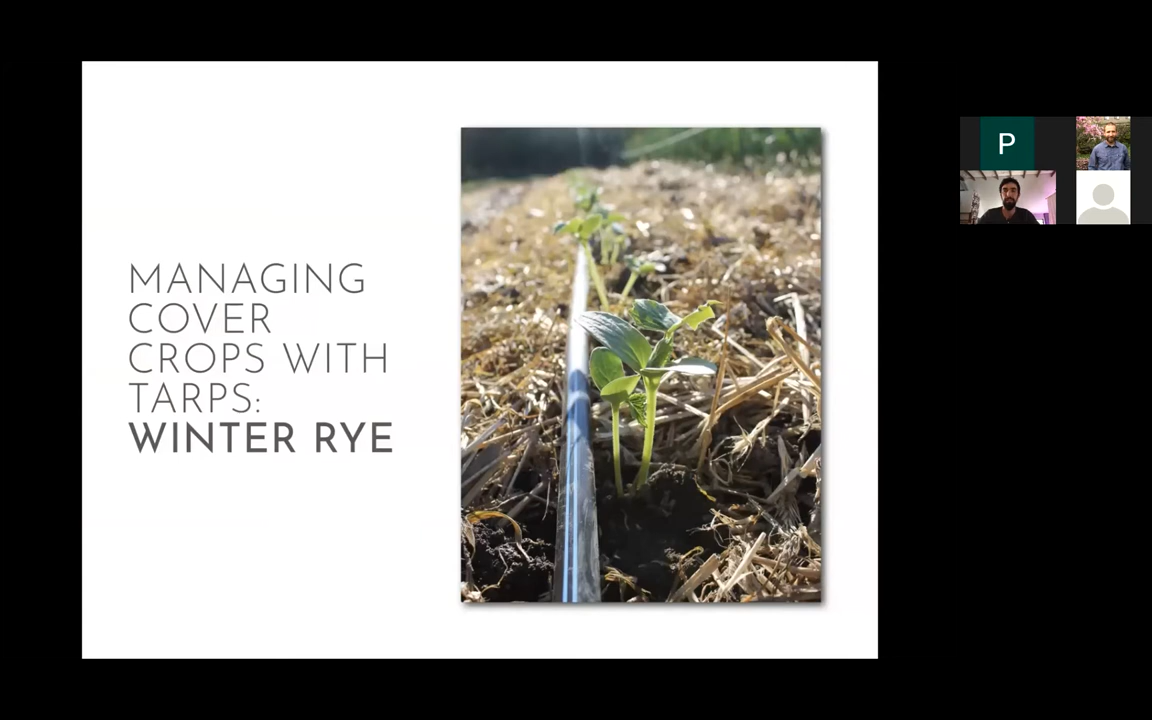 MANAGING
COVER
CROPS WITH
TARPS:
WINTER RYE
P